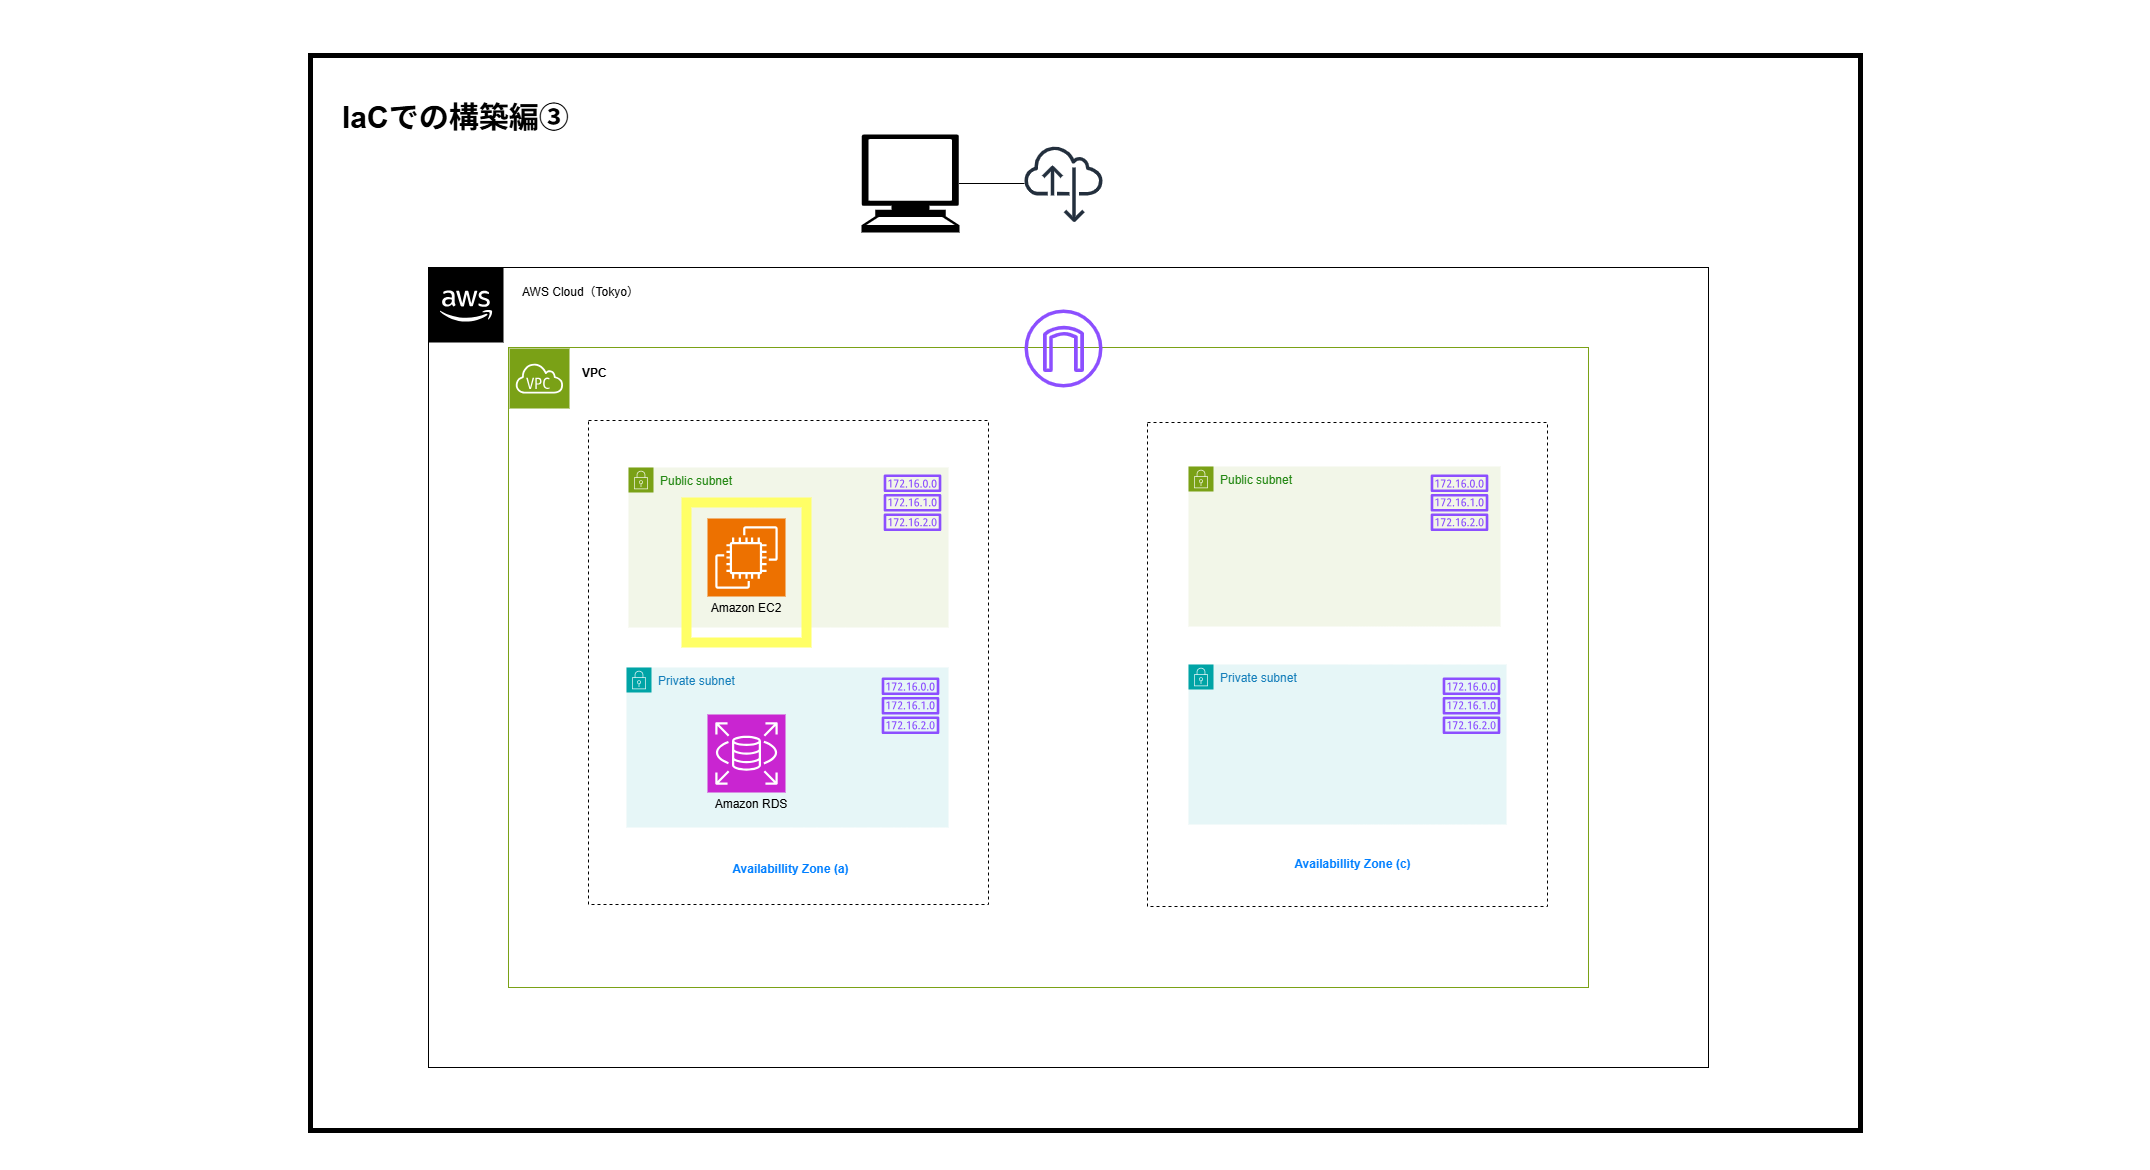 IaCでの構築編③
aws
AWS Cloud（Tokyo）
VPC
VPC
Public subnet
172.16.0.0
172.16.1.0
172.16.2.0
Amazon EC2
Private subnet
172.16.0.0
172.16.1.0
172.16.2.0
Amazon RDS
Availabillity Zone (a)
Public subnet
172.16.0.0
172.16.1.0
172.16.2.0
Private subnet
172.16.0.0
172.16.1.0
172.16.2.0
Availabillity Zone (c)